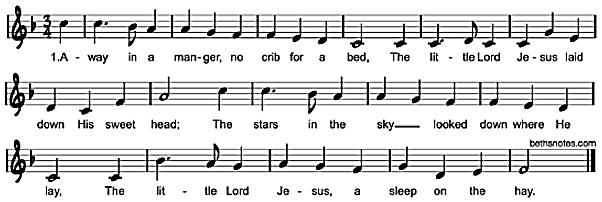 3
4
1.A - way in a man-ger, no crib for a bed, The lit - tle Lord Je - sus laid
down His sweet head; The stars in the sky___ looked down where He
bethsnotes.com
lay, The lit - tle Lord Je - sus, a sleep on the hay.